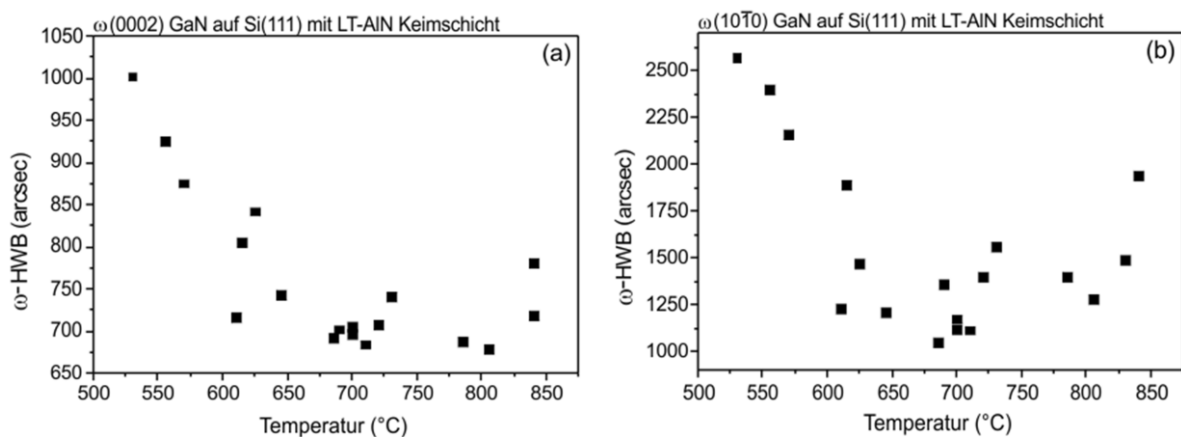 ω(0002) GaN auf Si(111) mit LT-AlN Keimschicht
(a)
1050
1000
950
900
850
800
750
700
650
ω-HWB (arcsec)
500 550 600 650 700 750 800 850
Temperatur (°C)
ω(101̅0) GaN auf Si(111) mit LT-AlN Keimschicht
(b)
2500
2250
2000
1750
1500
1250
1000
ω-HWB (arcsec)
500 550 600 650 700 750 800 850
Temperatur (°C)